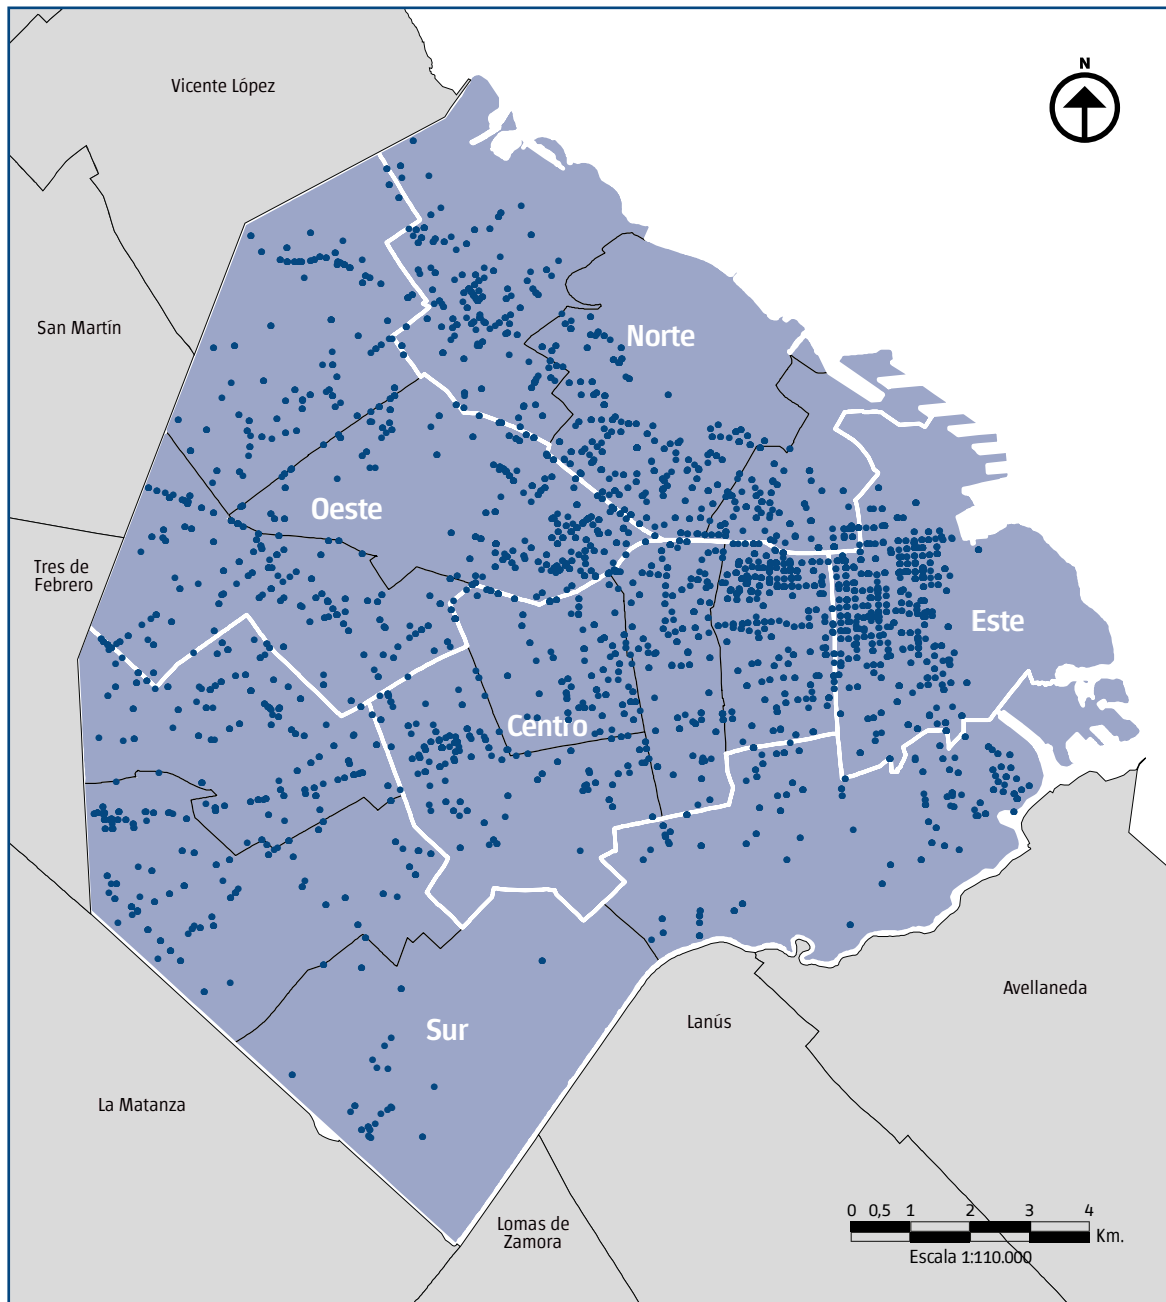 N
Vicente López
San Martín
Norte
Oeste
Tres de
Febrero
Este
Centro
Avellaneda
Lanús
Sur
La Matanza
Lomas de
Zamora
0 0,5 1 2 3 4
Km.
Escala 1:110.000